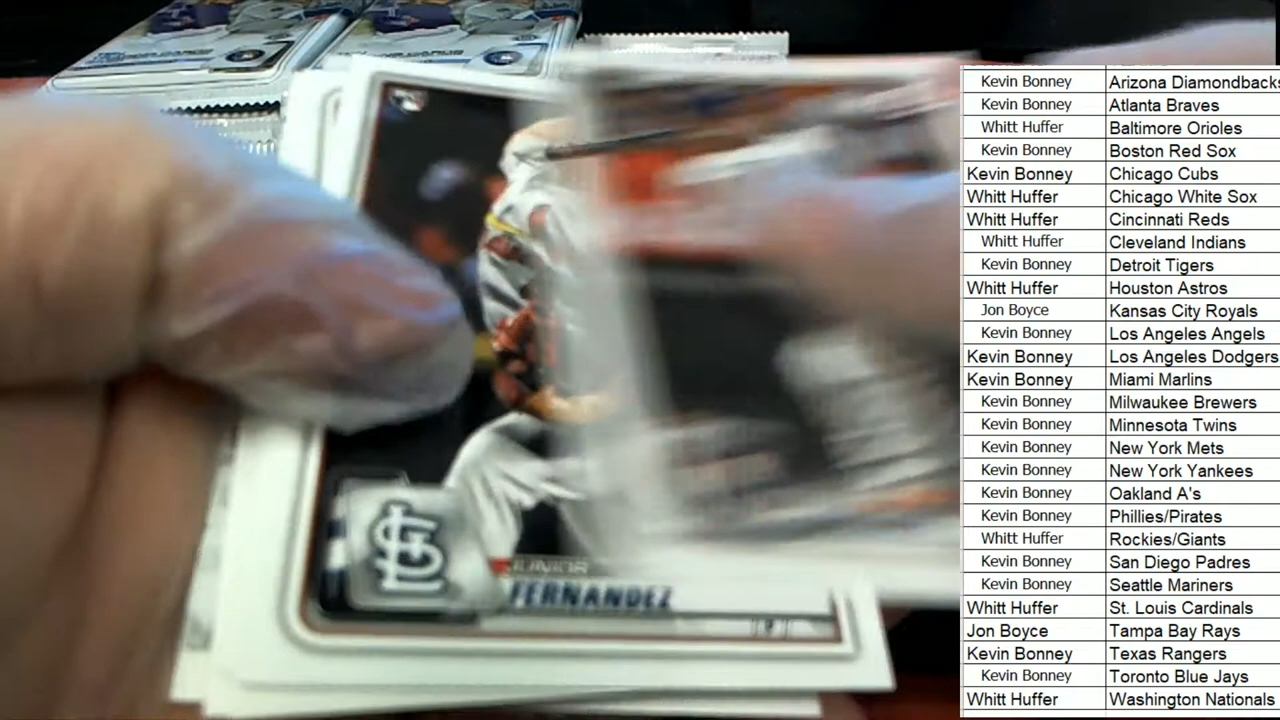 Kevin Bonney Arizona Diamondbacks
Kevin Bonney Atlanta Braves
Whitt Huffer Baltimore Orioles
Kevin Bonney Boston Red Sox
Kevin Bonney Chicago Cubs
Whitt Huffer Chicago White Sox
Whitt Huffer Cincinnati Reds
Whitt Huffer Cleveland Indians
Kevin Bonney Detroit Tigers
Whitt Huffer Houston Astros
Jon Boyce Kansas City Royals
Kevin Bonney Los Angeles Angels
Kevin Bonney Los Angeles Dodgers
Kevin Bonney Miami Marlins
Kevin Bonney Milwaukee Brewers
Kevin Bonney Minnesota Twins
Kevin Bonney New York Mets
Kevin Bonney New York Yankees
Kevin Bonney Oakland A's
Kevin Bonney Phillies/Pirates
Whitt Huffer Rockies/Giants
Kevin Bonney San Diego Padres
Kevin Bonney Seattle Mariners
Whitt Huffer St. Louis Cardinals
Jon Boyce Tampa Bay Rays
Kevin Bonney Texas Rangers
Kevin Bonney Toronto Blue Jays
Whitt Huffer Washington Nationals
StL
JUNIOR
FERNANDEZ